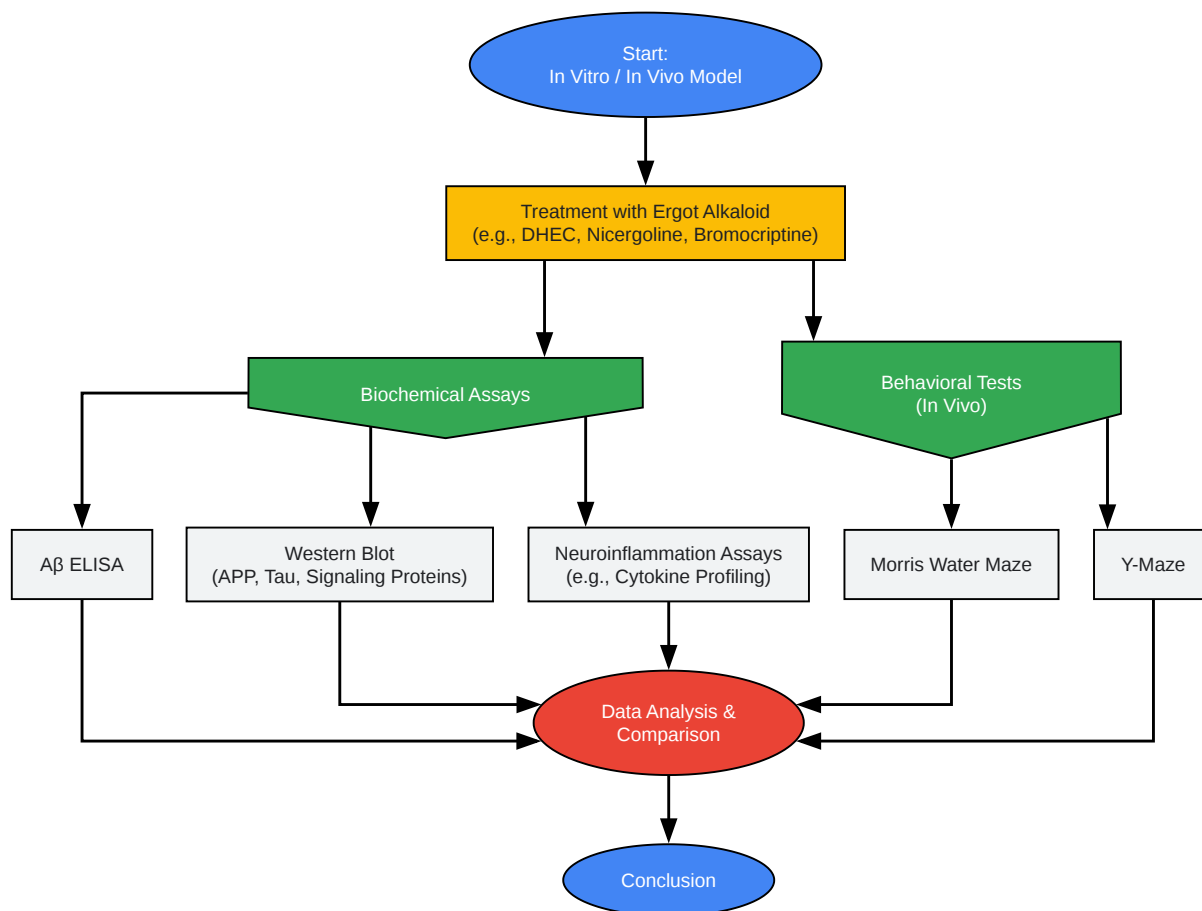 Start:
In Vitro / In Vivo Model
Treatment with Ergot Alkaloid
(e.g., DHEC, Nicergoline, Bromocriptine)
Biochemical Assays
Behavioral Tests
(In Vivo)
Aβ ELISA
Western Blot
(APP, Tau, Signaling Proteins)
Neuroinflammation Assays
(e.g., Cytokine Profiling)
Morris Water Maze
Y-Maze
Data Analysis &
Comparison
Conclusion